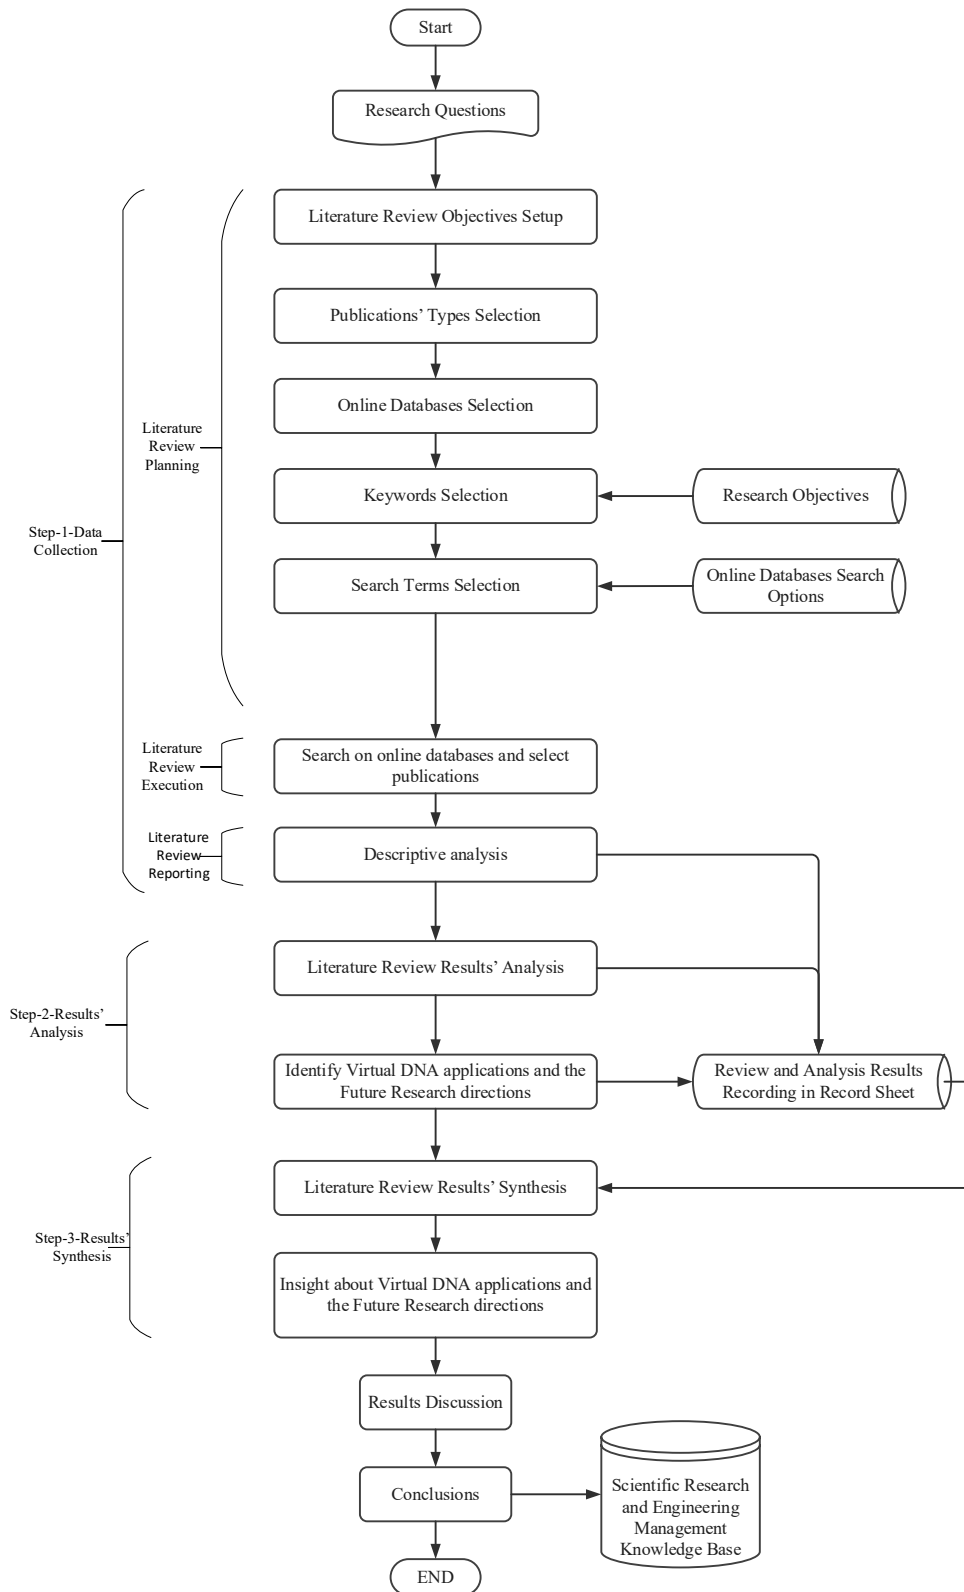 Start
Research Questions
Literature Review Objectives Setup
Publications’ Types Selection
Online Databases Selection
Literature
Review
Planning
Keywords Selection
Research Objectives
Step-1-Data
Collection
Search Terms Selection
Online Databases Search
Options
Literature
Review
Execution
Search on online databases and select
publications
Literature
Review
Reporting
Descriptive analysis
Literature Review Results’ Analysis
Step-2-Results’
Analysis
Identify Virtual DNA applications and the
Future Research directions
Review and Analysis Results
Recording in Record Sheet
Literature Review Results’ Synthesis
Step-3-Results’
Synthesis
Insight about Virtual DNA applications and
the Future Research directions
Results Discussion
Conclusions
Scientific Research
and Engineering
Management
Knowledge Base
END